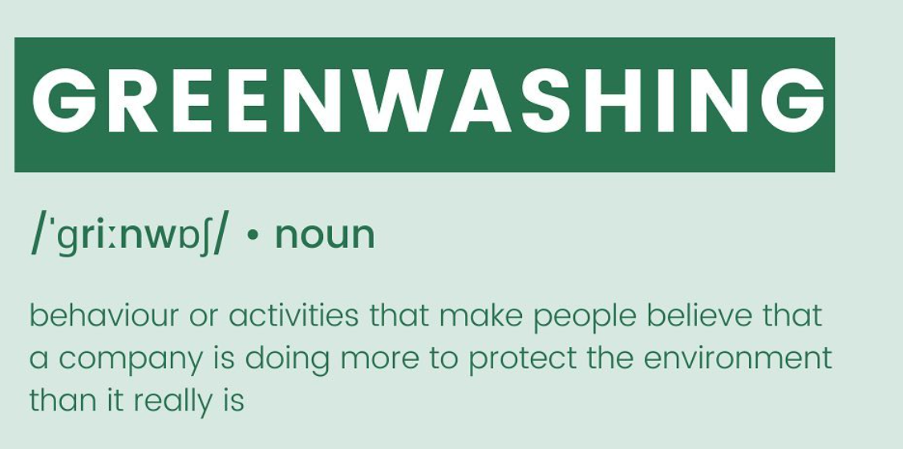 GREENWASHING
/ˈgriːnwɒʃ/ • noun
behaviour or activities that make people believe that
a company is doing more to protect the environment
than it really is